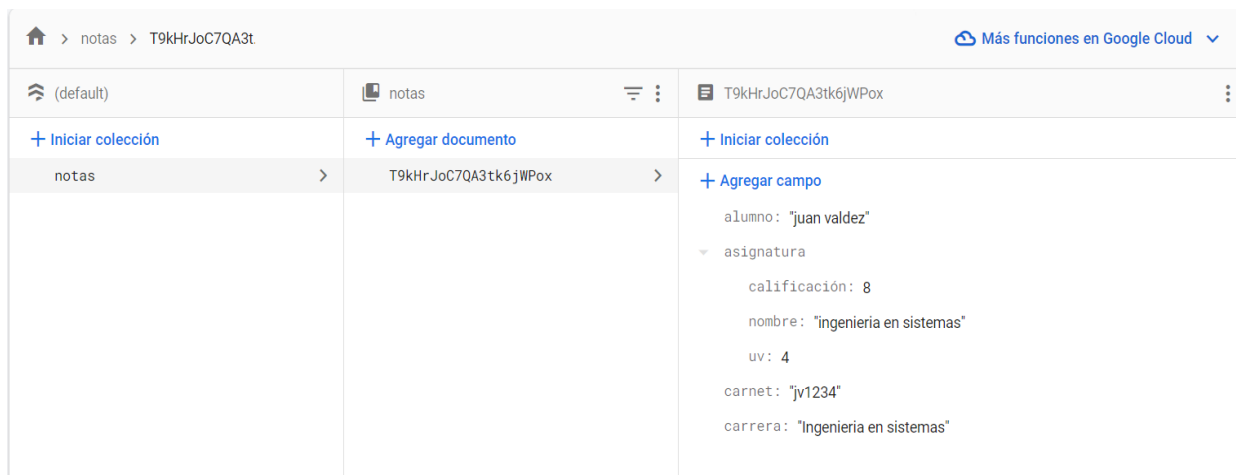 > notas > T9kHrJoC7QA3t.
Más funciones en Google Cloud
(default)
notas
T9kHrJoC7QA3tk6jWPox
+ Iniciar colección
+ Agregar documento
+ Iniciar colección
notas >
T9kHrJoC7QA3tk6jWPox >
+ Agregar campo
alumno: "juan valdez"
asignatura
calificación: 8
nombre: "ingenieria en sistemas"
uv: 4
carnet: "jv1234"
carrera: "Ingenieria en sistemas"